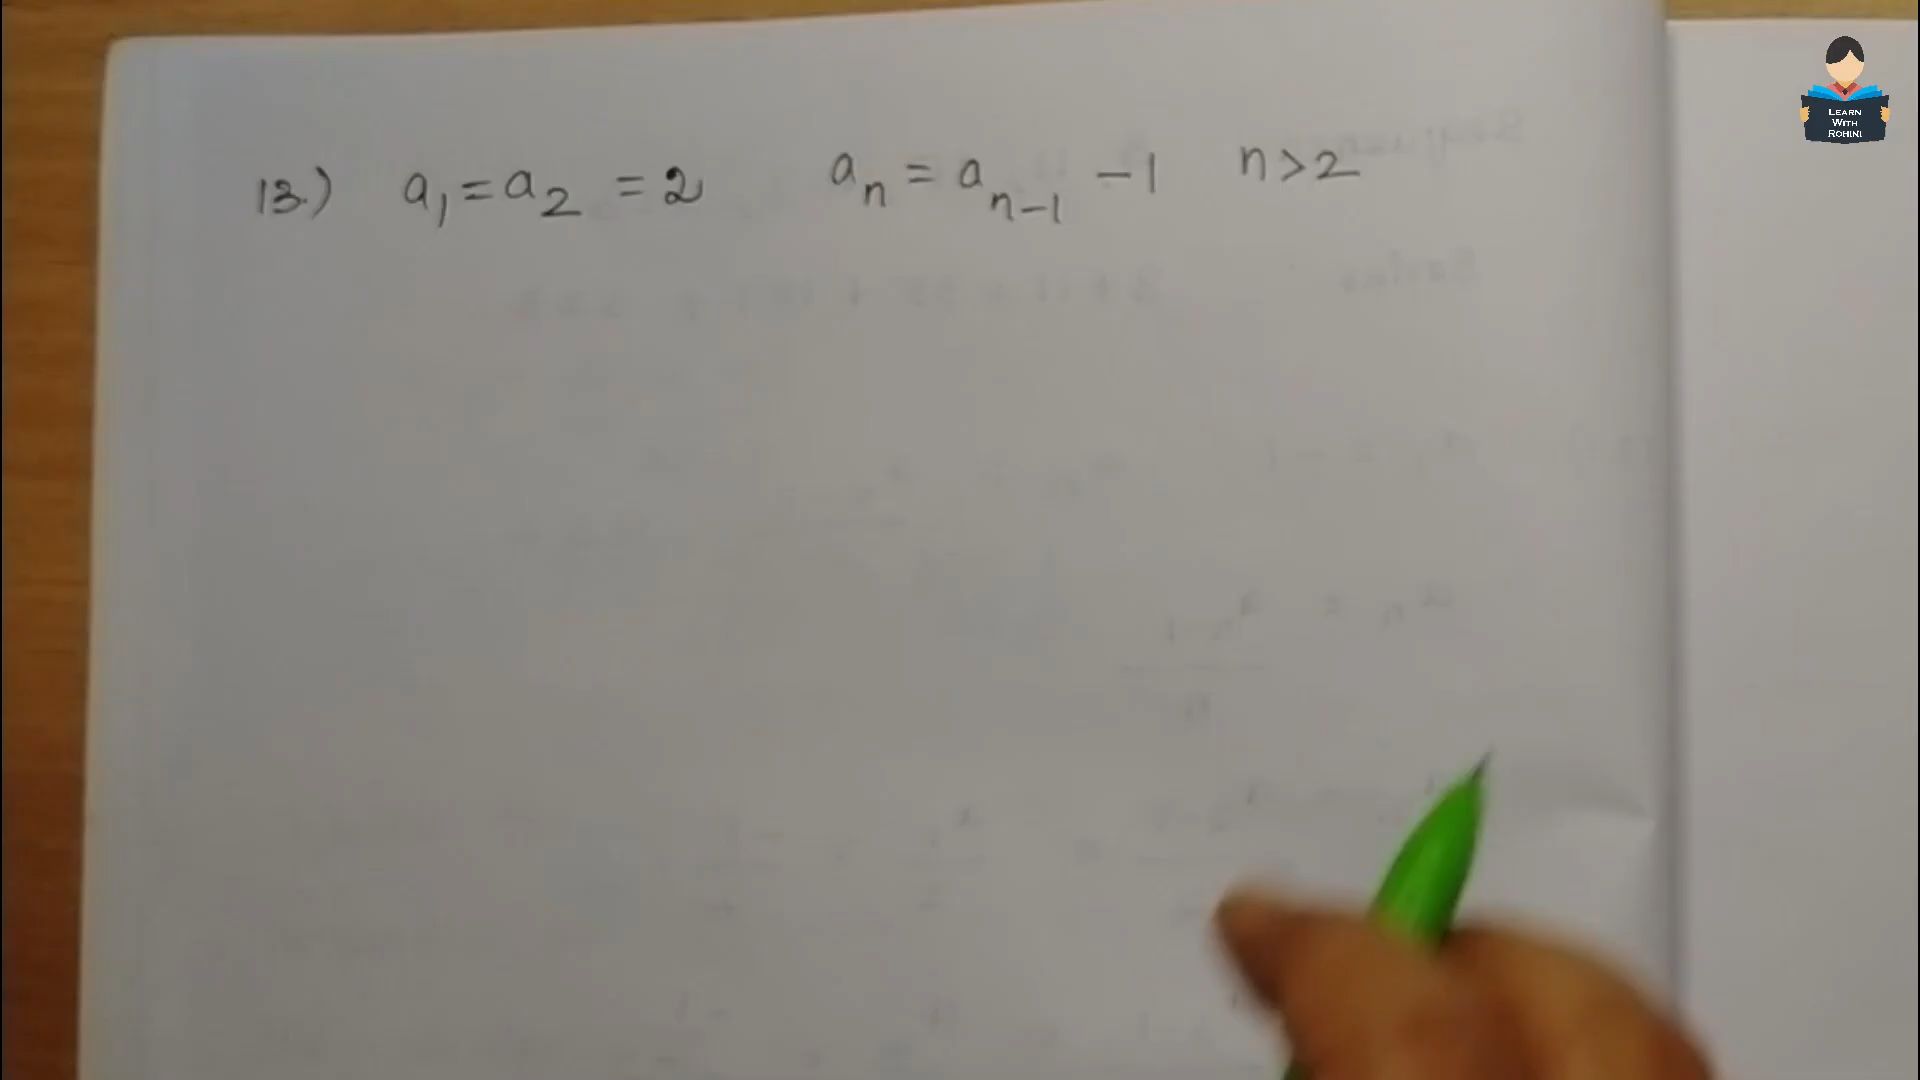 13.) a₁ = a₂ = 2 aₙ = aₙ₋₁ - 1 n > 2
LEARN
WITH
ROHINI